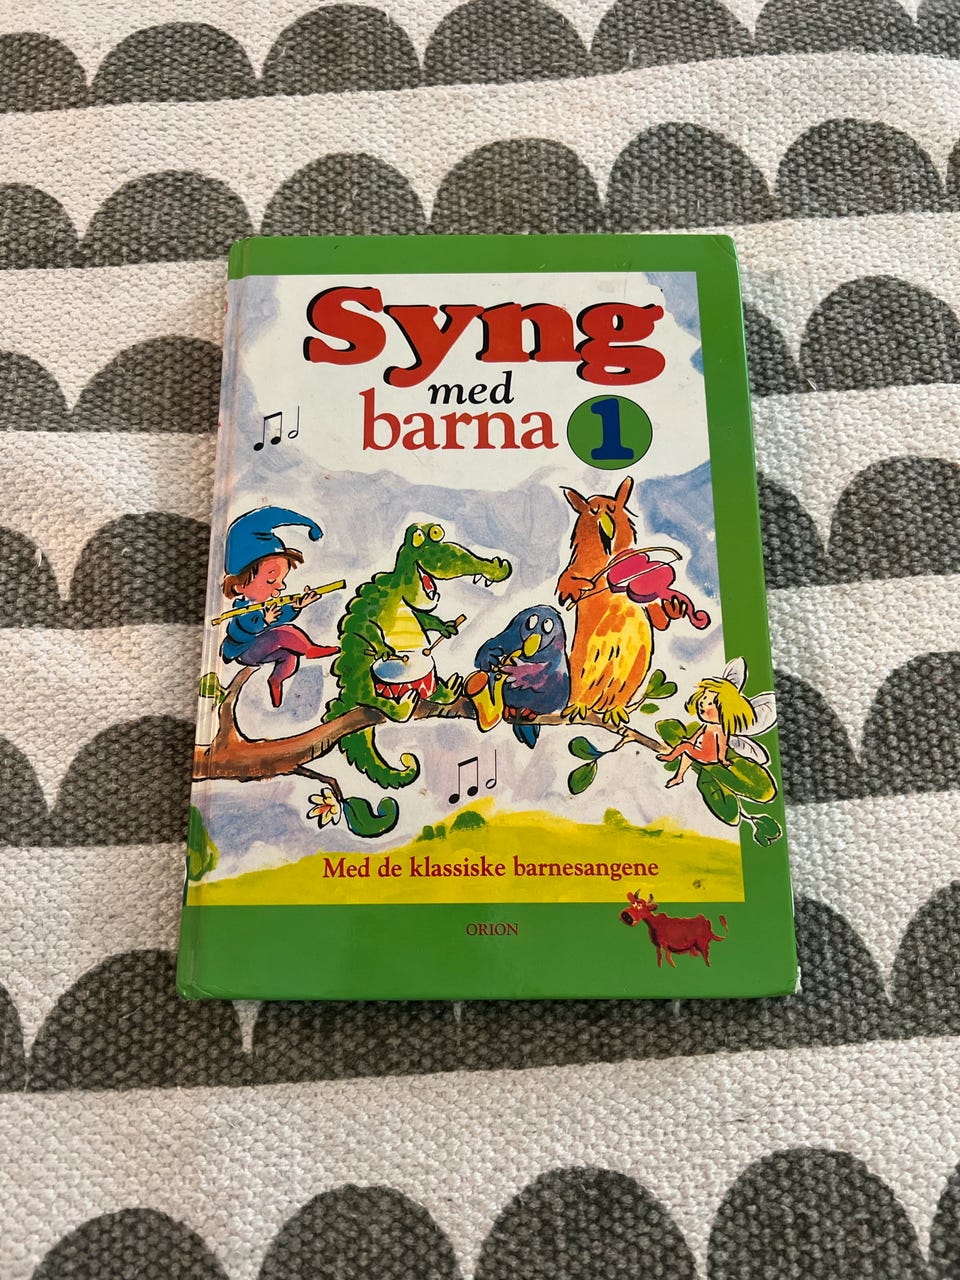 Syng
med
barna 1
Med de klassiske barnesangene
ORION